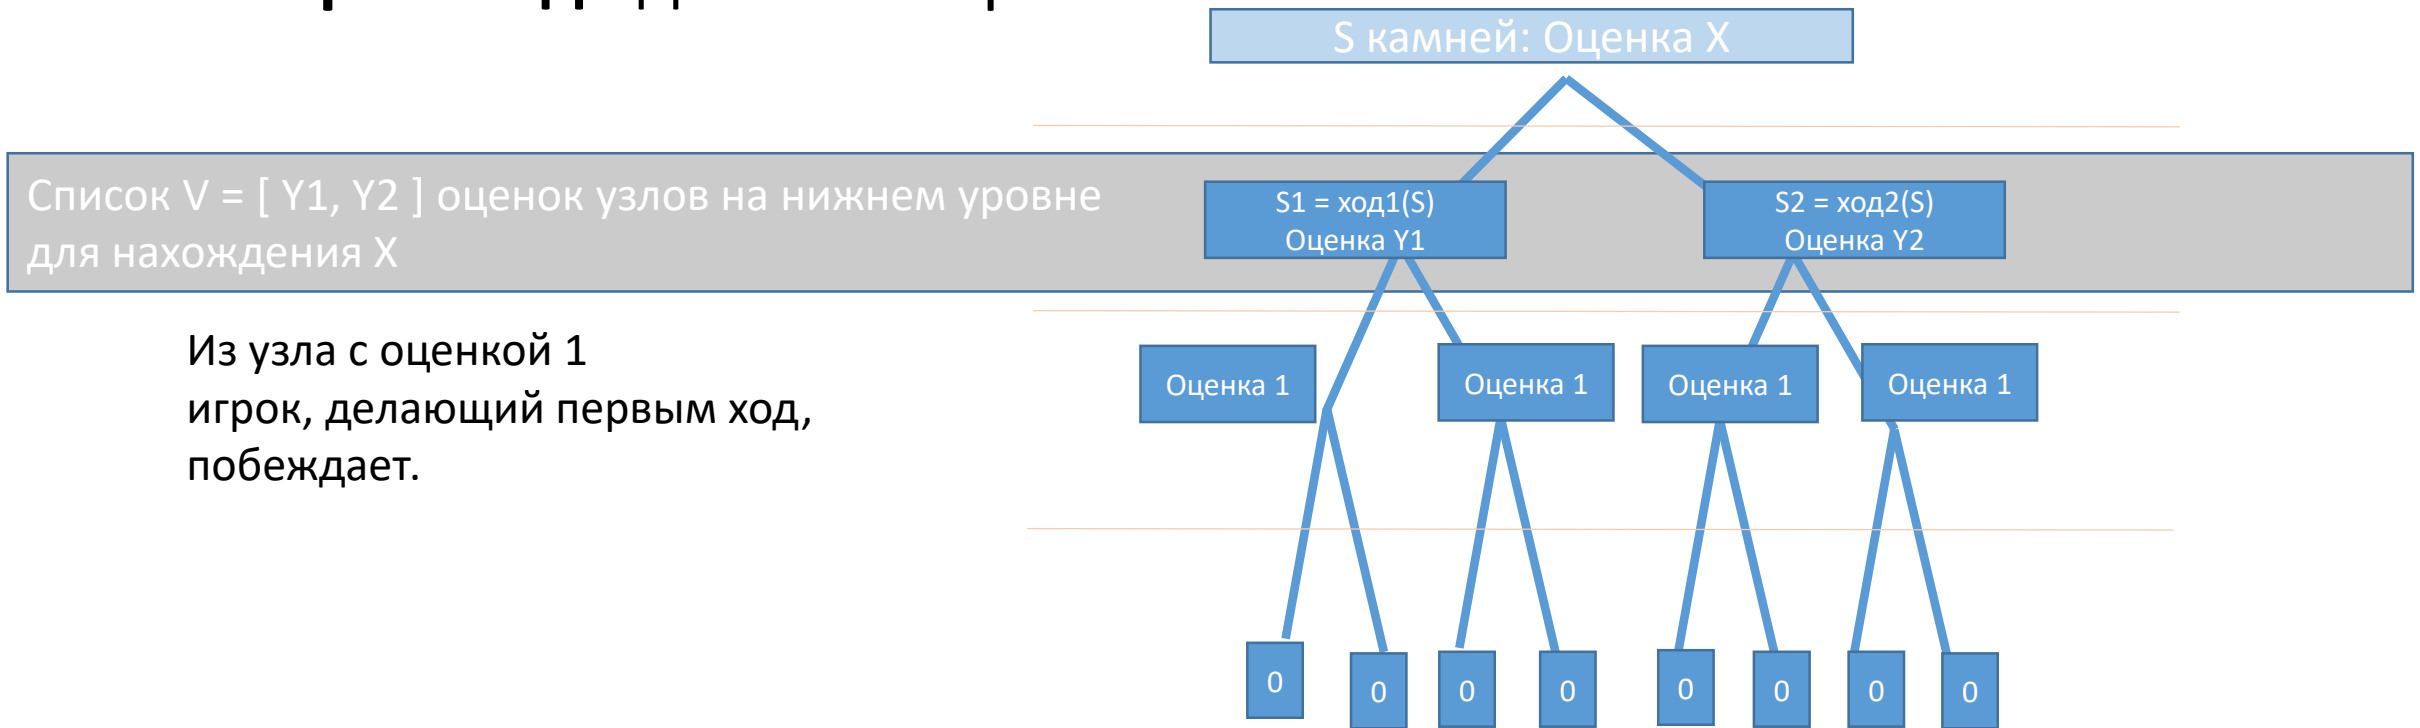 S камней: Оценка X
Список V = [ Y1, Y2 ] оценок узлов на нижнем уровне
для нахождения X
S1 = ход1(S)
Оценка Y1
S2 = ход2(S)
Оценка Y2
Из узла с оценкой 1
игрок, делающий первым ход,
побеждает.
Оценка 1
Оценка 1
Оценка 1
Оценка 1
0
0
0
0
0
0
0
0